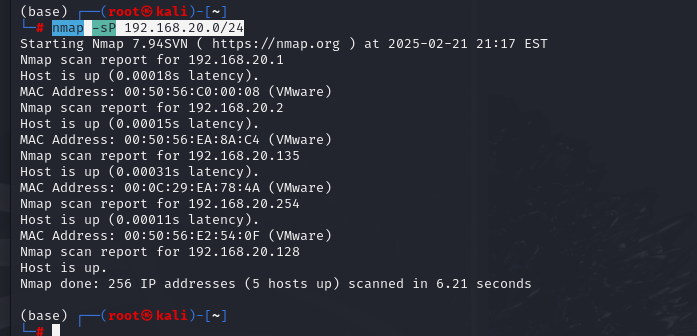 (base) ┌──(root㉿kali)-[~]
└─# nmap -sP 192.168.20.0/24
Starting Nmap 7.94SVN ( https://nmap.org ) at 2025-02-21 21:17 EST
Nmap scan report for 192.168.20.1
Host is up (0.00018s latency).
MAC Address: 00:50:56:C0:00:08 (VMware)
Nmap scan report for 192.168.20.2
Host is up (0.00015s latency).
MAC Address: 00:50:56:EA:8A:C4 (VMware)
Nmap scan report for 192.168.20.135
Host is up (0.00031s latency).
MAC Address: 00:0C:29:EA:78:4A (VMware)
Nmap scan report for 192.168.20.254
Host is up (0.00011s latency).
MAC Address: 00:50:56:E2:54:0F (VMware)
Nmap scan report for 192.168.20.128
Host is up.
Nmap done: 256 IP addresses (5 hosts up) scanned in 6.21 seconds
(base) ┌──(root㉿kali)-[~]
└─#